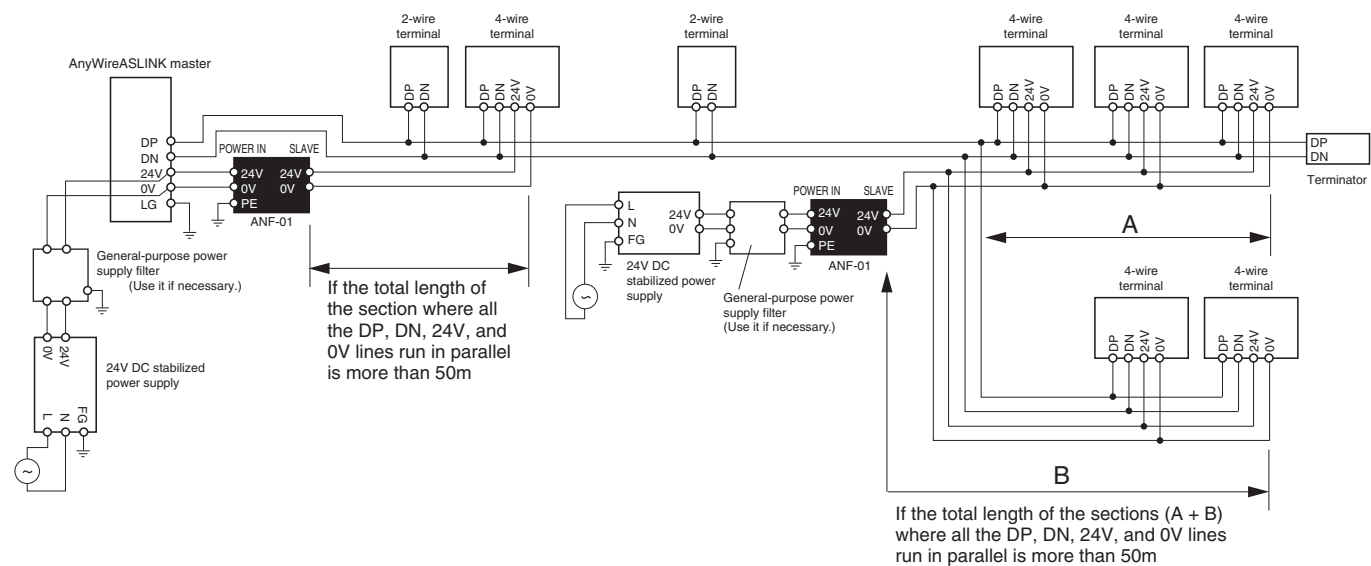 2-wire
terminal
4-wire
terminal
2-wire
terminal
4-wire
terminal
4-wire
terminal
4-wire
terminal
AnyWireASLINK master
DP
DN
DP
DN
24V
0V
DP
DN
DP
DN
24V
0V
DP
DN
24V
0V
DP
DN
24V
0V
DP
DN
24V
0V
LG
POWER IN
SLAVE
24V
0V
PE
24V
0V
ANF-01
DP
DN
Terminator
General-purpose power
supply filter
(Use it if necessary.)
0V
24V
24V DC stabilized
power supply
L
N
FG
~
If the total length of
the section where all
the DP, DN, 24V, and
0V lines run in parallel
is more than 50m
L
N
FG
24V
0V
24V DC
stabilized power
supply
~
General-purpose power
supply filter
(Use it if necessary.)
POWER IN
SLAVE
24V
0V
PE
24V
0V
ANF-01
A
4-wire
terminal
4-wire
terminal
DP
DN
24V
0V
DP
DN
24V
0V
B
If the total length of the sections (A + B)
where all the DP, DN, 24V, and 0V lines
run in parallel is more than 50m